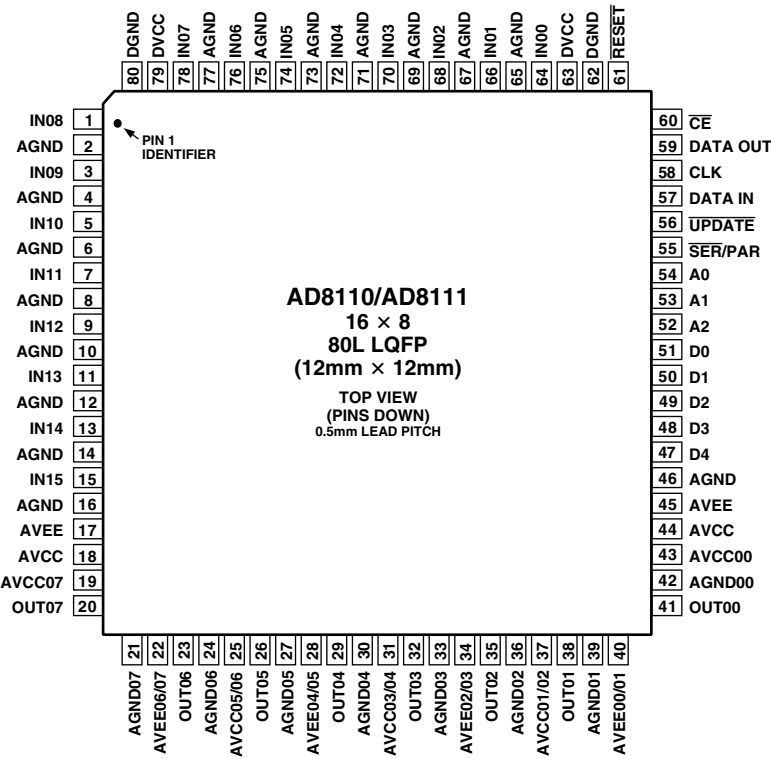 80 DGND
79 DVCC
78 IN07
77 AGND
76 IN06
75 AGND
74 IN05
73 AGND
72 IN04
71 AGND
70 IN03
69 AGND
68 IN02
67 AGND
66 IN01
65 AGND
64 IN00
63 DVCC
62 DGND
61 RESET
IN08 1
AGND 2
IN09 3
AGND 4
IN10 5
AGND 6
IN11 7
AGND 8
IN12 9
AGND 10
IN13 11
AGND 12
IN14 13
AGND 14
IN15 15
AGND 16
AVEE 17
AVCC 18
AVCC07 19
OUT07 20
PIN 1
IDENTIFIER
AD8110/AD8111
16 × 8
80L LQFP
(12mm × 12mm)
TOP VIEW
(PINS DOWN)
0.5mm LEAD PITCH
60 CE
59 DATA OUT
58 CLK
57 DATA IN
56 UPDATE
55 SER/PAR
54 A0
53 A1
52 A2
51 D0
50 D1
49 D2
48 D3
47 D4
46 AGND
45 AVEE
44 AVCC
43 AVCC00
42 AGND00
41 OUT00
AGND07 21
AVEE06/07 22
OUT06 23
AGND06 24
AVCC05/06 25
OUT05 26
AGND05 27
AVEE04/05 28
OUT04 29
AGND04 30
AVCC03/04 31
OUT03 32
AGND03 33
AVEE02/03 34
OUT02 35
AGND02 36
AVCC01/02 37
OUT01 38
AGND01 39
AVEE00/01 40